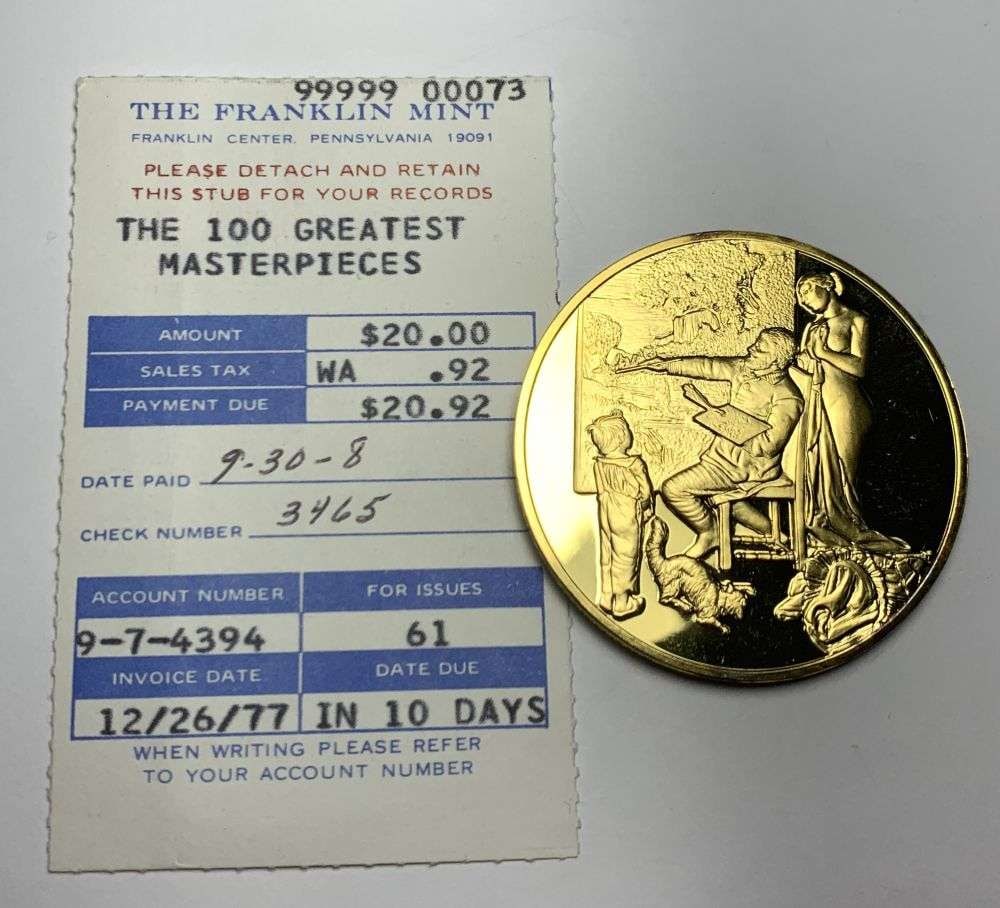 99999 00073
THE FRANKLIN MINT
FRANKLIN CENTER, PENNSYLVANIA 19091
PLEASE DETACH AND RETAIN
THIS STUB FOR YOUR RECORDS
THE 100 GREATEST
MASTERPIECES
AMOUNT $20.00
SALES TAX WA .92
PAYMENT DUE $20.92
DATE PAID 9-30-8
CHECK NUMBER 3465
ACCOUNT NUMBER FOR ISSUES
9-7-4394 61
INVOICE DATE DATE DUE
12/26/77 IN 10 DAYS
WHEN WRITING PLEASE REFER
TO YOUR ACCOUNT NUMBER